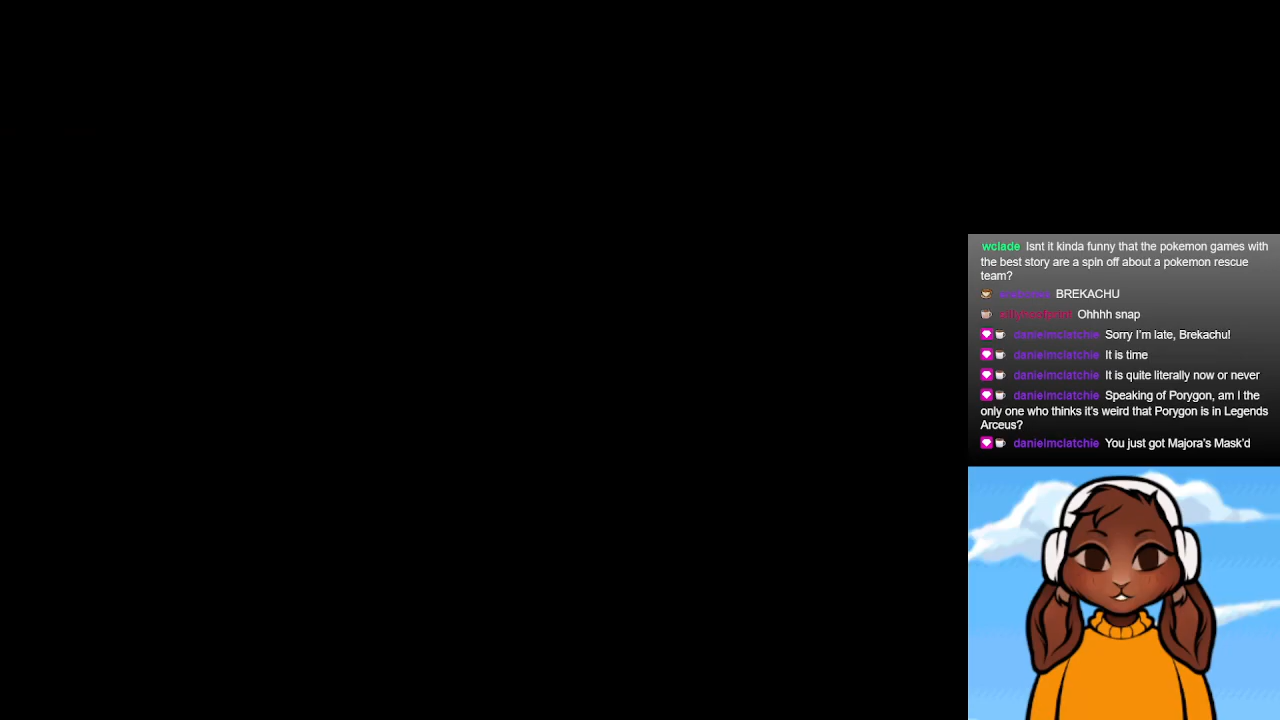 wclade Isnt it kinda funny that the pokemon games with
the best story are a spin off about a pokemon rescue
team?
BREKACHU
Ohhhh snap
danielmclatchie Sorry I'm late, Brekachu!
danielmclatchie It is time
danielmclatchie It is quite literally now or never
danielmclatchie Speaking of Porygon, am I the
only one who thinks it's weird that Porygon is in Legends
Arceus?
danielmclatchie You just got Majora's Mask'd